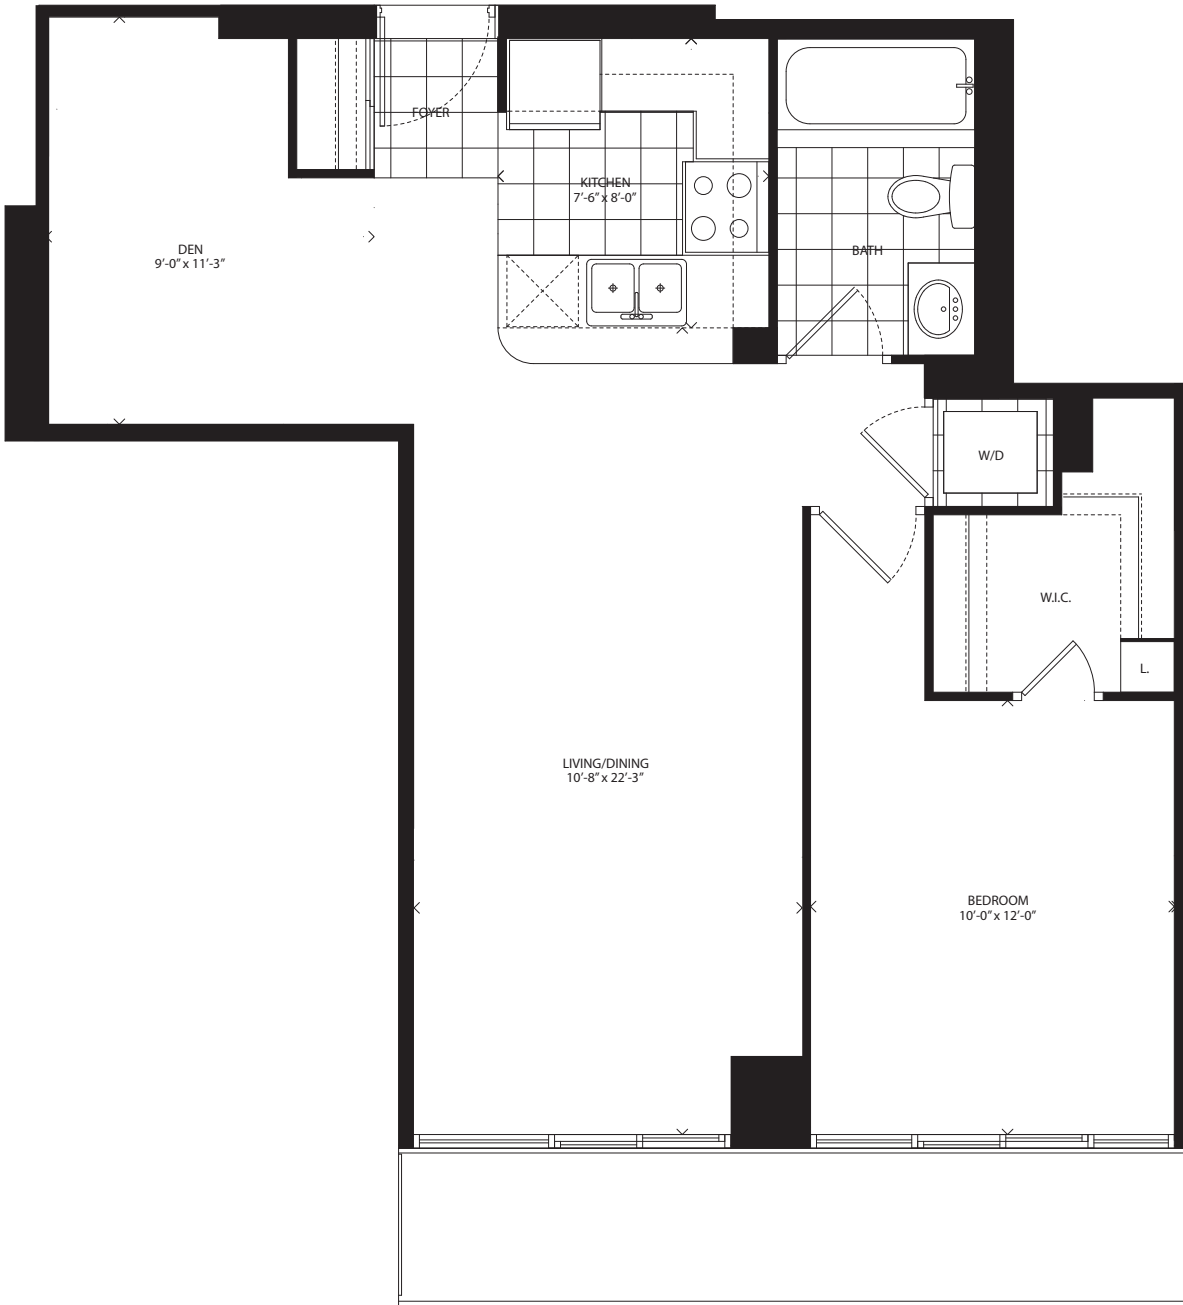 FOYER
KITCHEN
7'-6" x 8'-0"
DEN
9'-0" x 11'-3"
BATH
W/D
W.I.C.
L.
LIVING/DINING
10'-8" x 22'-3"
BEDROOM
10'-0" x 12'-0"